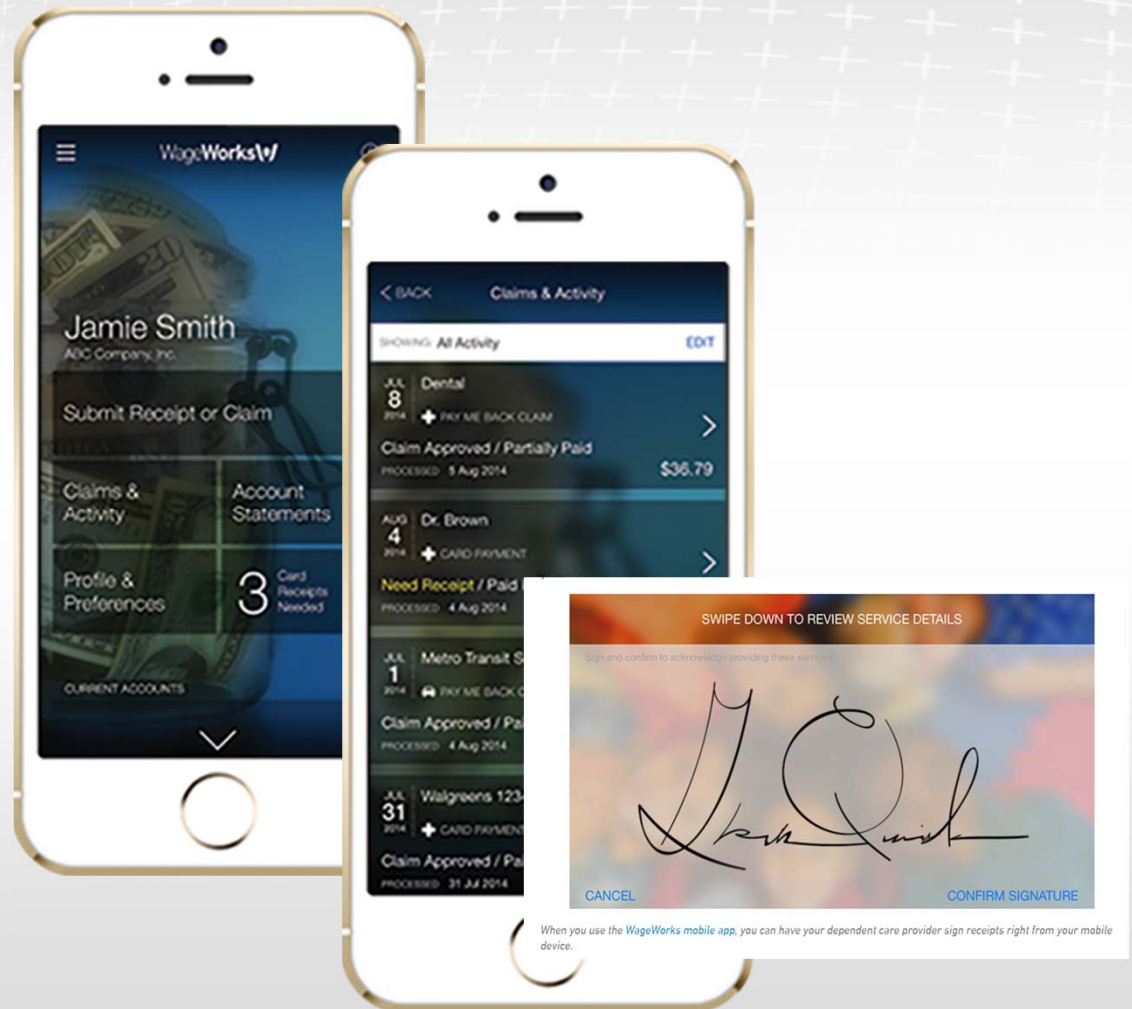 WageWorks
Jamie Smith
ABC Company, Inc.
Submit Receipt or Claim
Claims &
Activity
Account
Statements
Profile &
Preferences
3
Card
Receipts
Needed
CURRENT ACCOUNTS
BACK
Claims & Activity
SHOWING: All Activity
EDIT
JUL
8
2014
Dental
PAY ME BACK CLAIM
Claim Approved / Partially Paid
PROCESSED 5 Aug 2014
$36.79
AUG
4
2014
Dr. Brown
CARD PAYMENT
Need Receipt / Paid
PROCESSED 4 Aug 2014
JUL
1
2014
Metro Transit S
PAY ME BACK C
Claim Approved / Pai
PROCESSED 4 Aug 2014
JUL
31
2014
Walgreens 123
CARD PAYMENT
Claim Approved / Pai
PROCESSED 31 Jul 2014
SWIPE DOWN TO REVIEW SERVICE DETAILS
Sign and confirm to acknowledge providing these services
CANCEL
CONFIRM SIGNATURE
When you use the WageWorks mobile app, you can have your dependent care provider sign receipts right from your mobile
device.